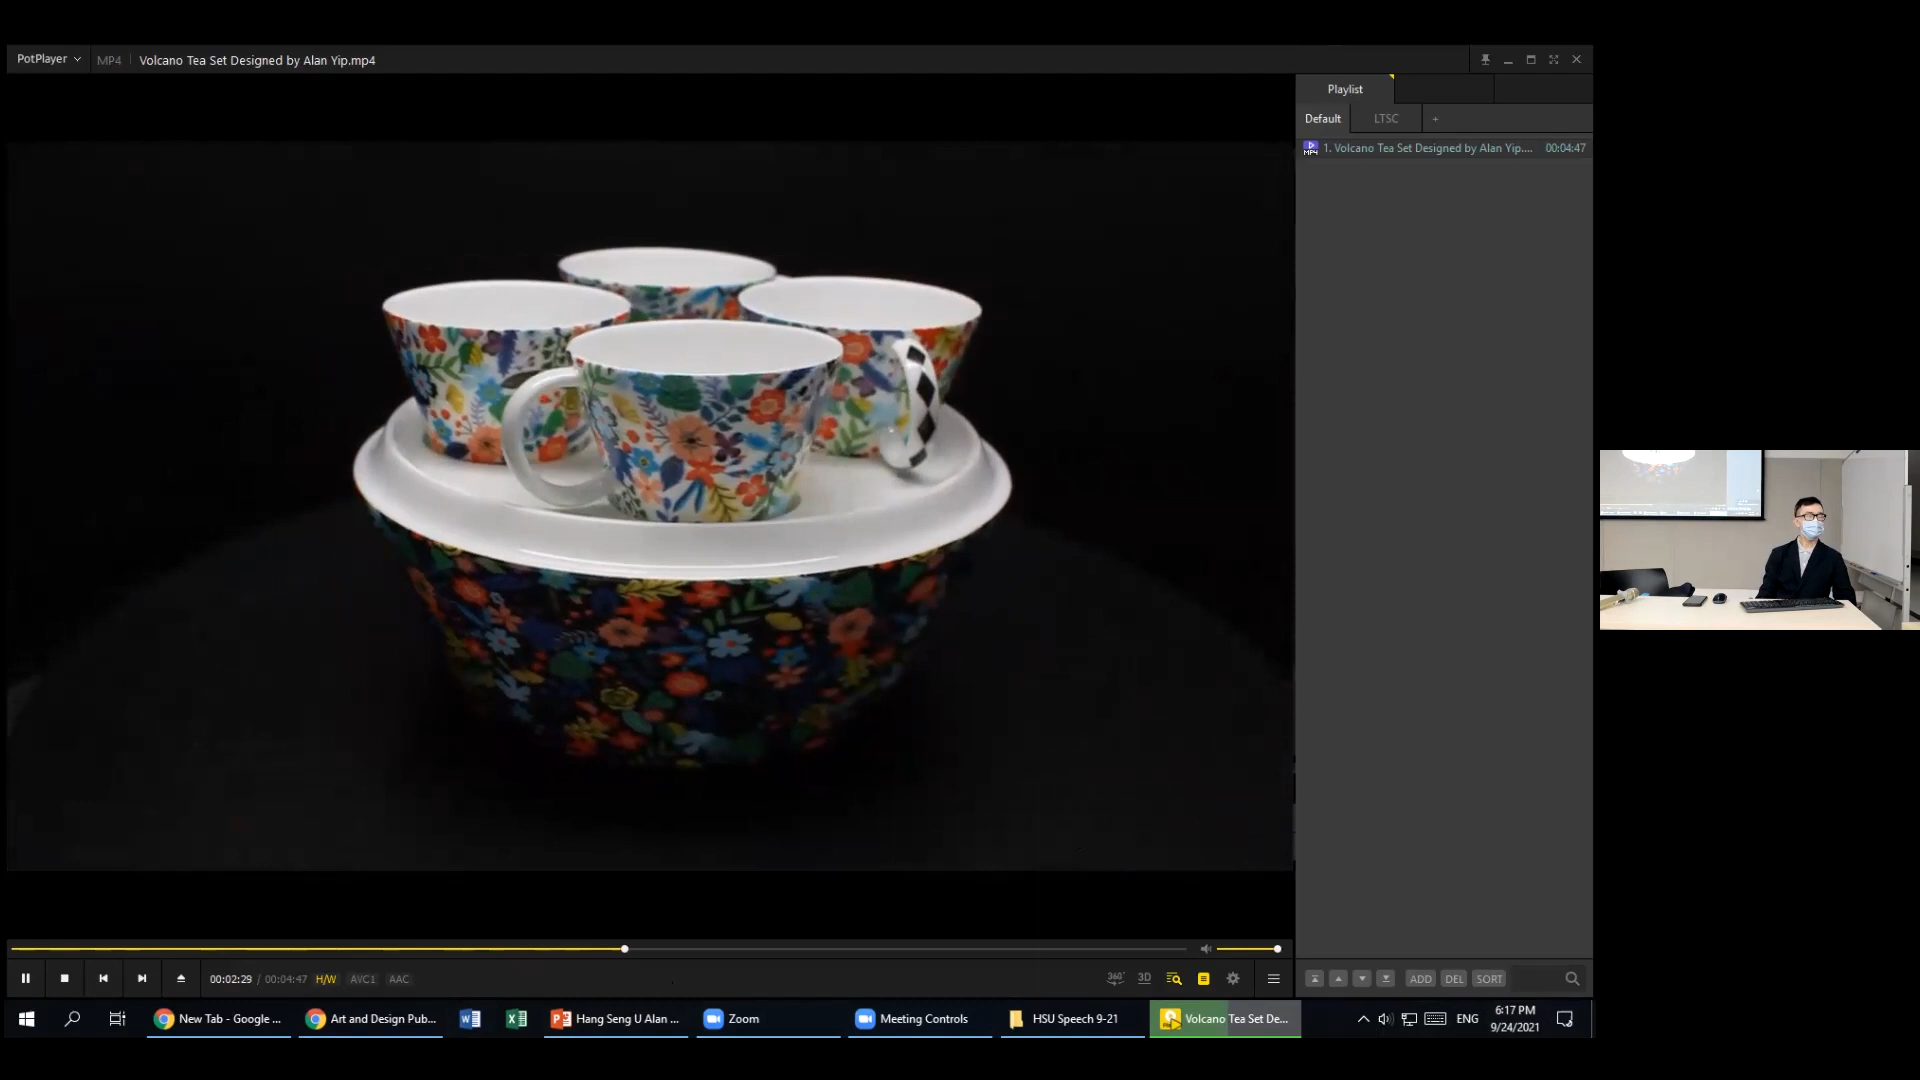 PotPlayer
MP4
Volcano Tea Set Designed by Alan Yip.mp4
Playlist
Default
LTSC
+
MP4
1. Volcano Tea Set Designed by Alan Yip....
00:04:47
00:02:29 / 00:04:47
H/W
AVC1
AAC
360°
3D
ADD
DEL
SORT
New Tab - Google ...
Art and Design Pub...
Hang Seng U Alan ...
Zoom
Meeting Controls
HSU Speech 9-21
Volcano Tea Set De...
ENG
6:17 PM
9/24/2021